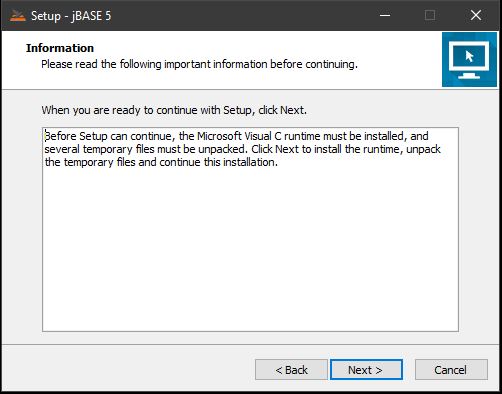 Setup - jBASE 5
Information
Please read the following important information before continuing.
When you are ready to continue with Setup, click Next.
Before Setup can continue, the Microsoft Visual C runtime must be installed, and
several temporary files must be unpacked. Click Next to install the runtime, unpack
the temporary files and continue this installation.
< Back
Next >
Cancel